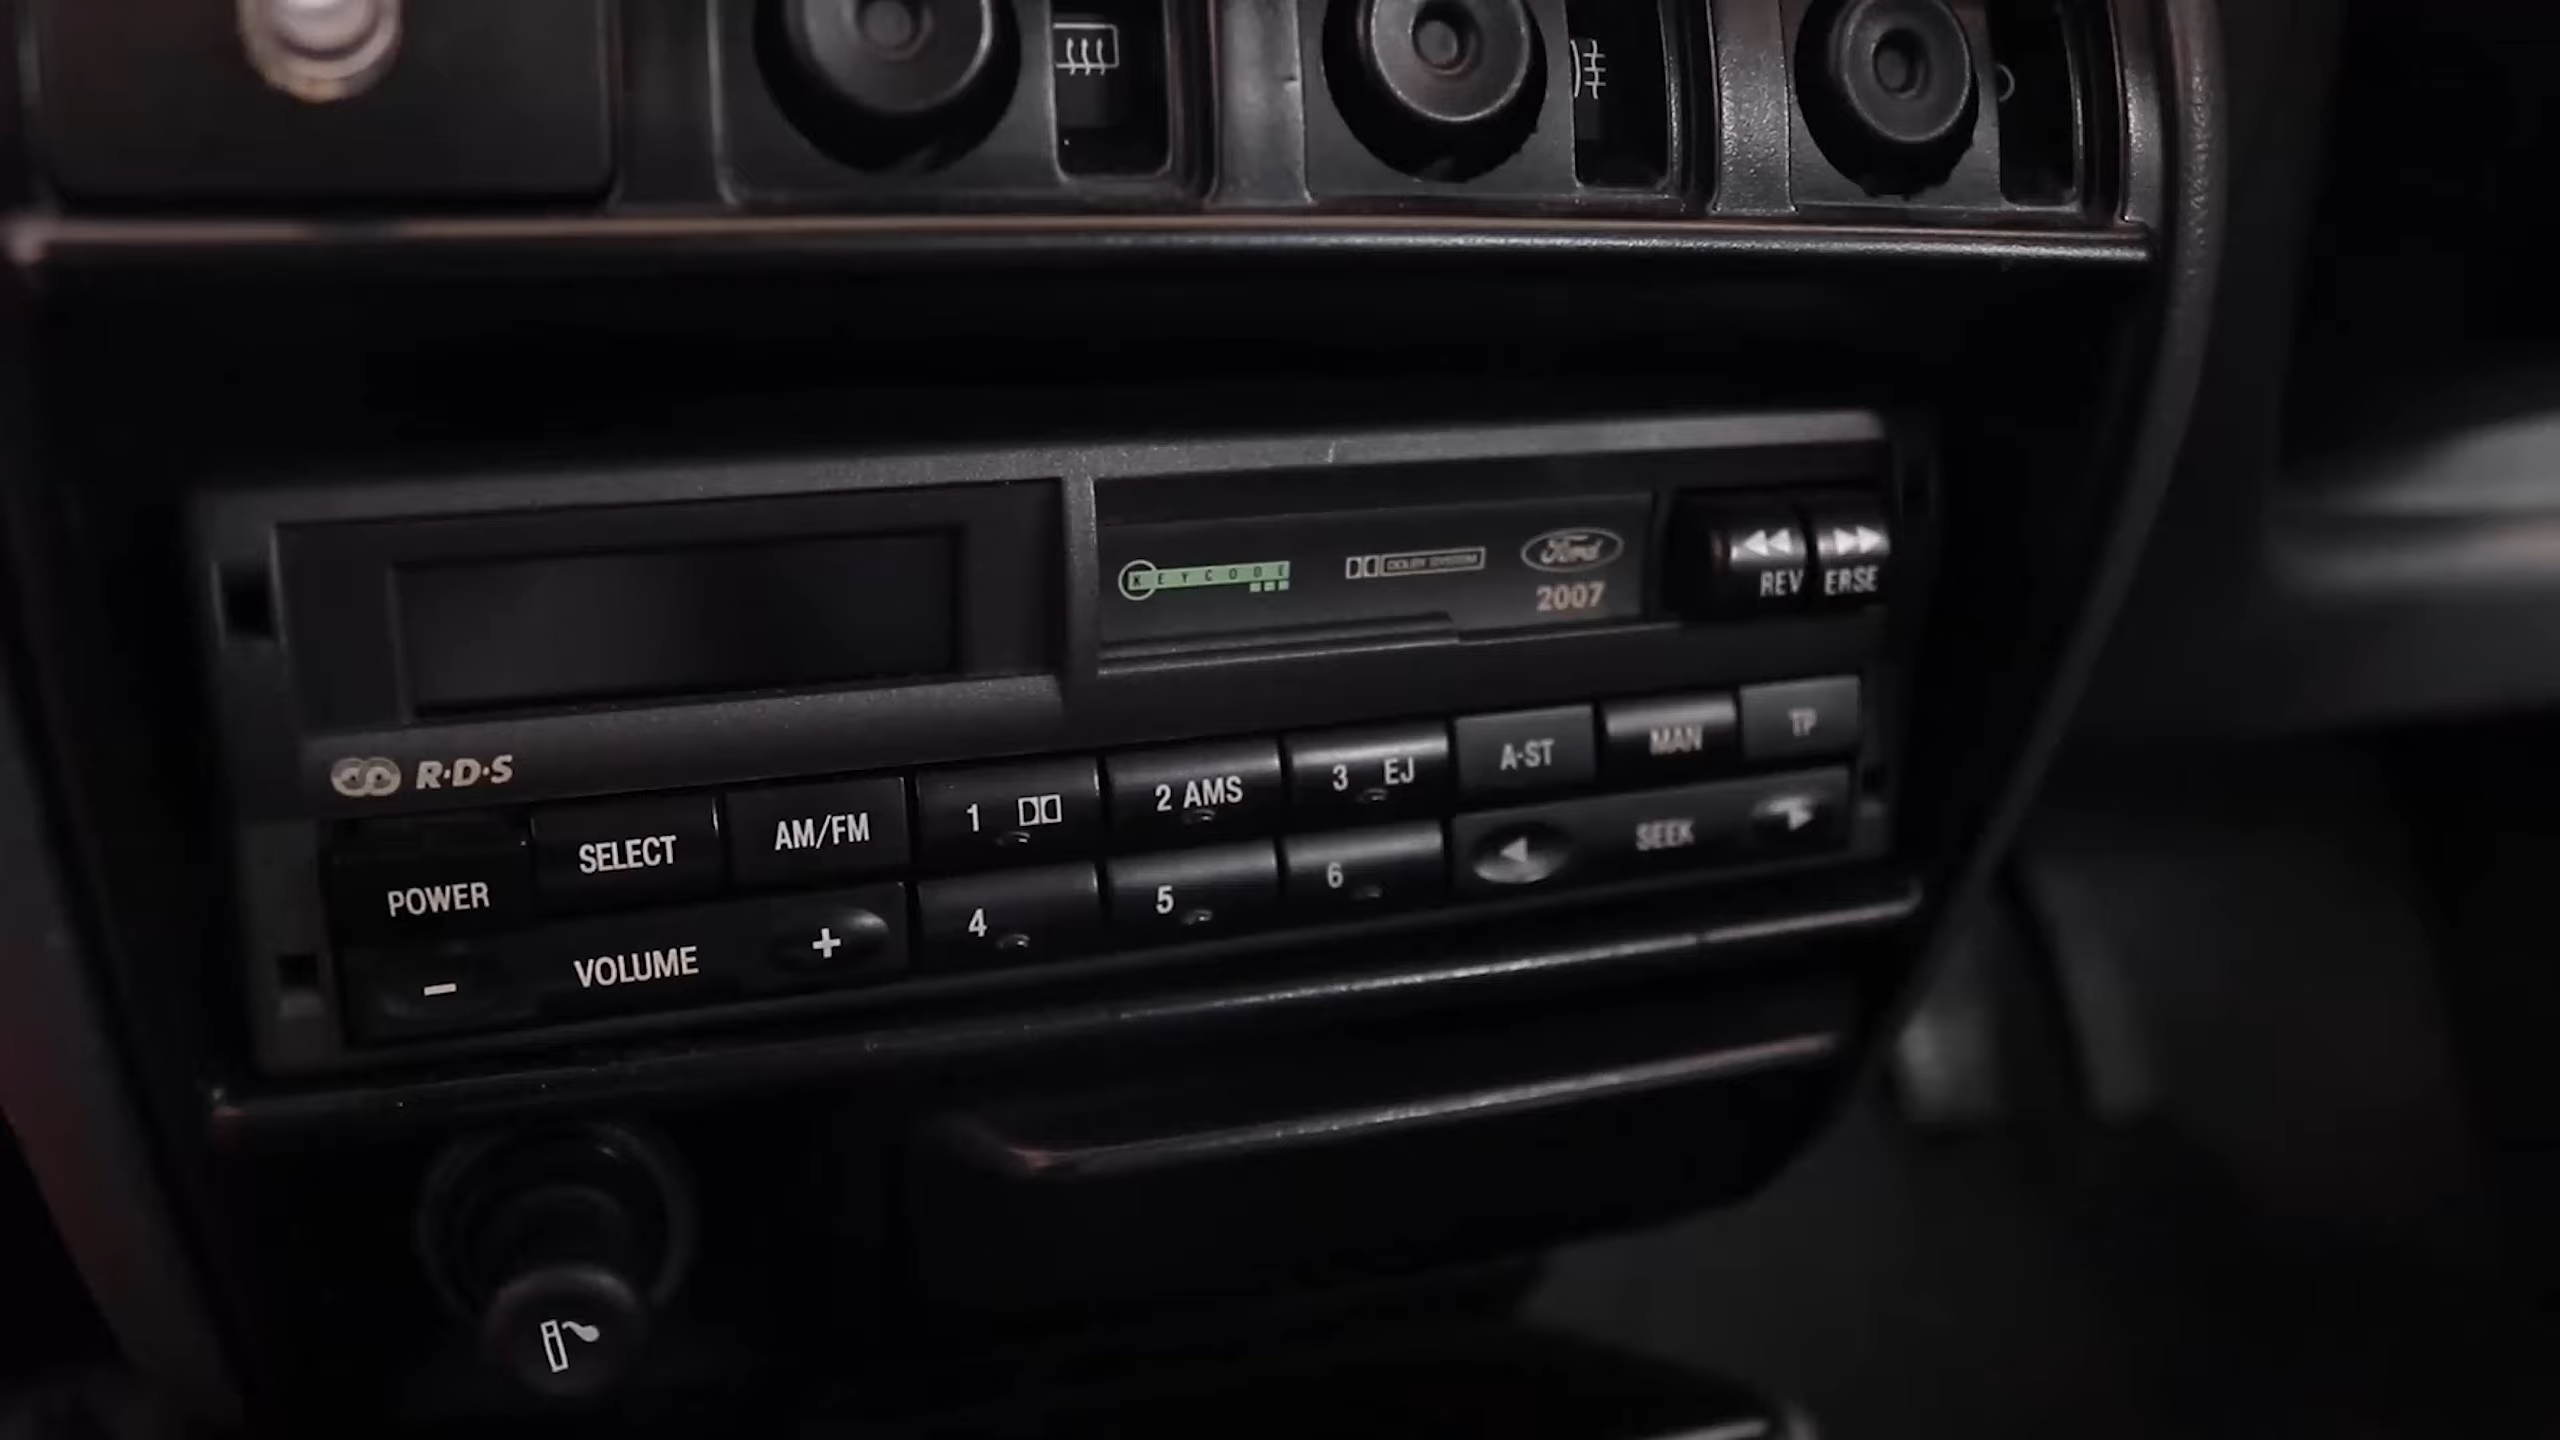 KEYCODE
DOLBY SYSTEM
Ford
2007
REV ERSE
R·D·S
POWER
SELECT
AM/FM
1
2 AMS
3 EJ
A·ST
MAN
TP
− VOLUME +
4
5
6
SEEK